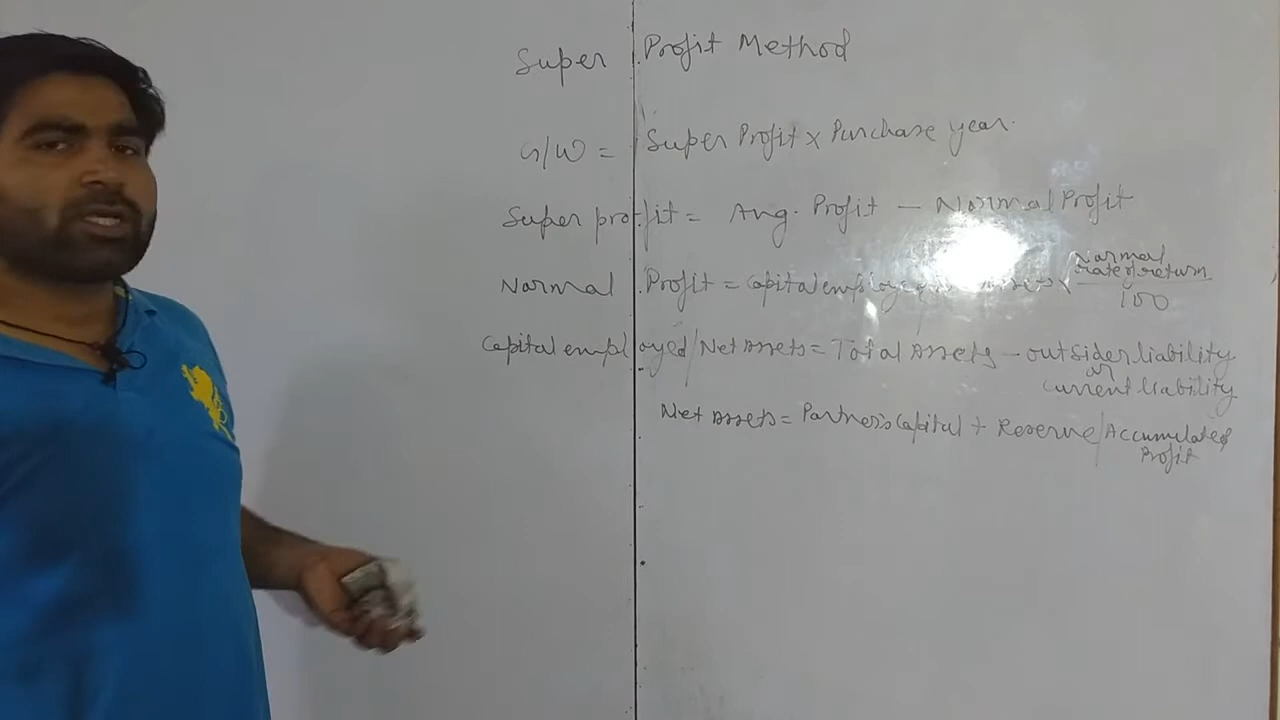 Super Profit Method
G/W = Super Profit x Purchase year.
Super profit = Avg. Profit — Normal Profit
Normal Profit = Capital employed x Normal rate of return / 100
Capital employed/Net Assets = Total Assets — outsider liability or current liability
Net Assets = Partner's Capital + Reserve/Accumulated Profit